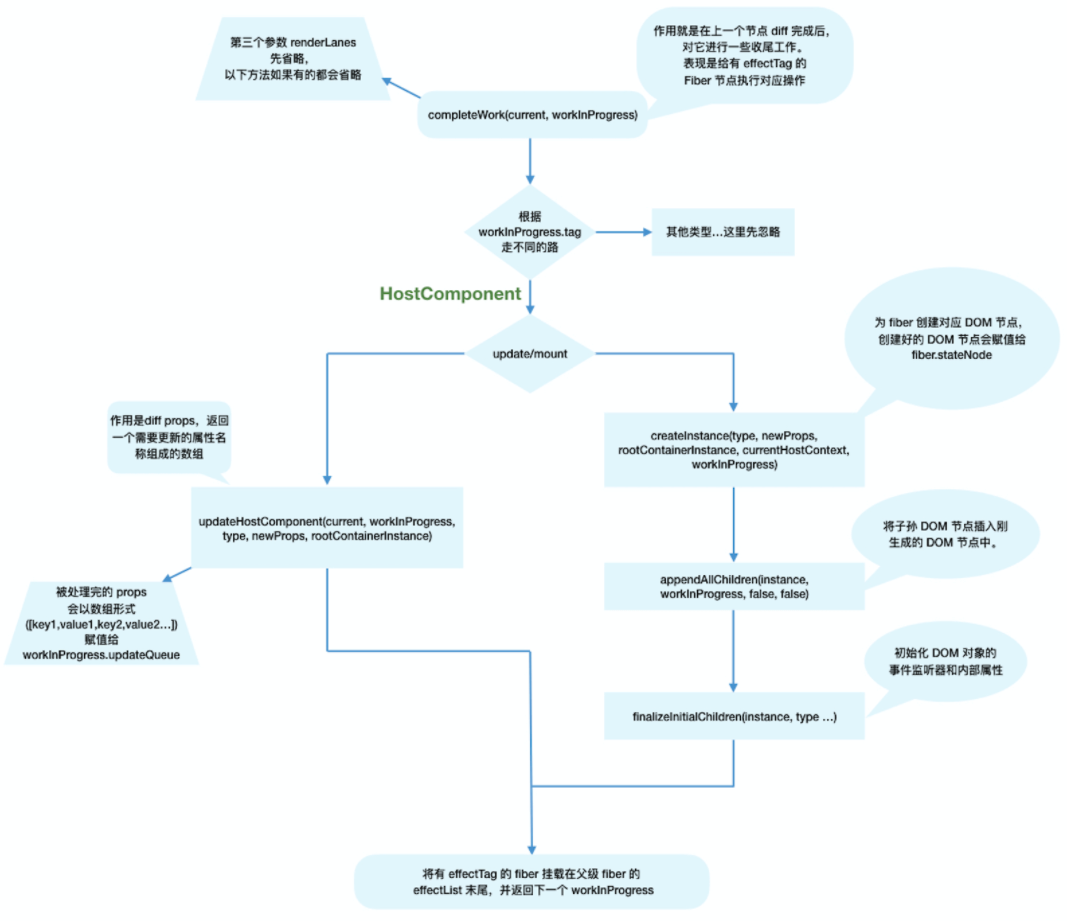 第三个参数 renderLanes
先省略，
以下方法如果有的都会省略
作用就是在上一个节点 diff 完成后，
对它进行一些收尾工作。
表现是给有 effectTag 的
Fiber 节点执行对应操作
completeWork(current, workInProgress)
根据
workInProgress.tag
走不同的路
其他类型...这里先忽略
HostComponent
update/mount
为 fiber 创建对应 DOM 节点，
创建好的 DOM 节点会赋值给
fiber.stateNode
作用是diff props，返回
一个需要更新的属性名
称组成的数组
createInstance(type, newProps,
rootContainerInstance, currentHostContext,
workInProgress)
updateHostComponent(current, workInProgress,
type, newProps, rootContainerInstance)
将子孙 DOM 节点插入刚
生成的 DOM 节点中。
appendAllChildren(instance,
workInProgress, false, false)
被处理完的 props
会以数组形式
([key1,value1,key2,value2...])
赋值给
workInProgress.updateQueue
初始化 DOM 对象的
事件监听器和内部属性
finalizeInitialChildren(instance, type ...)
将有 effectTag 的 fiber 挂载在父级 fiber 的
effectList 末尾，并返回下一个 workInProgress